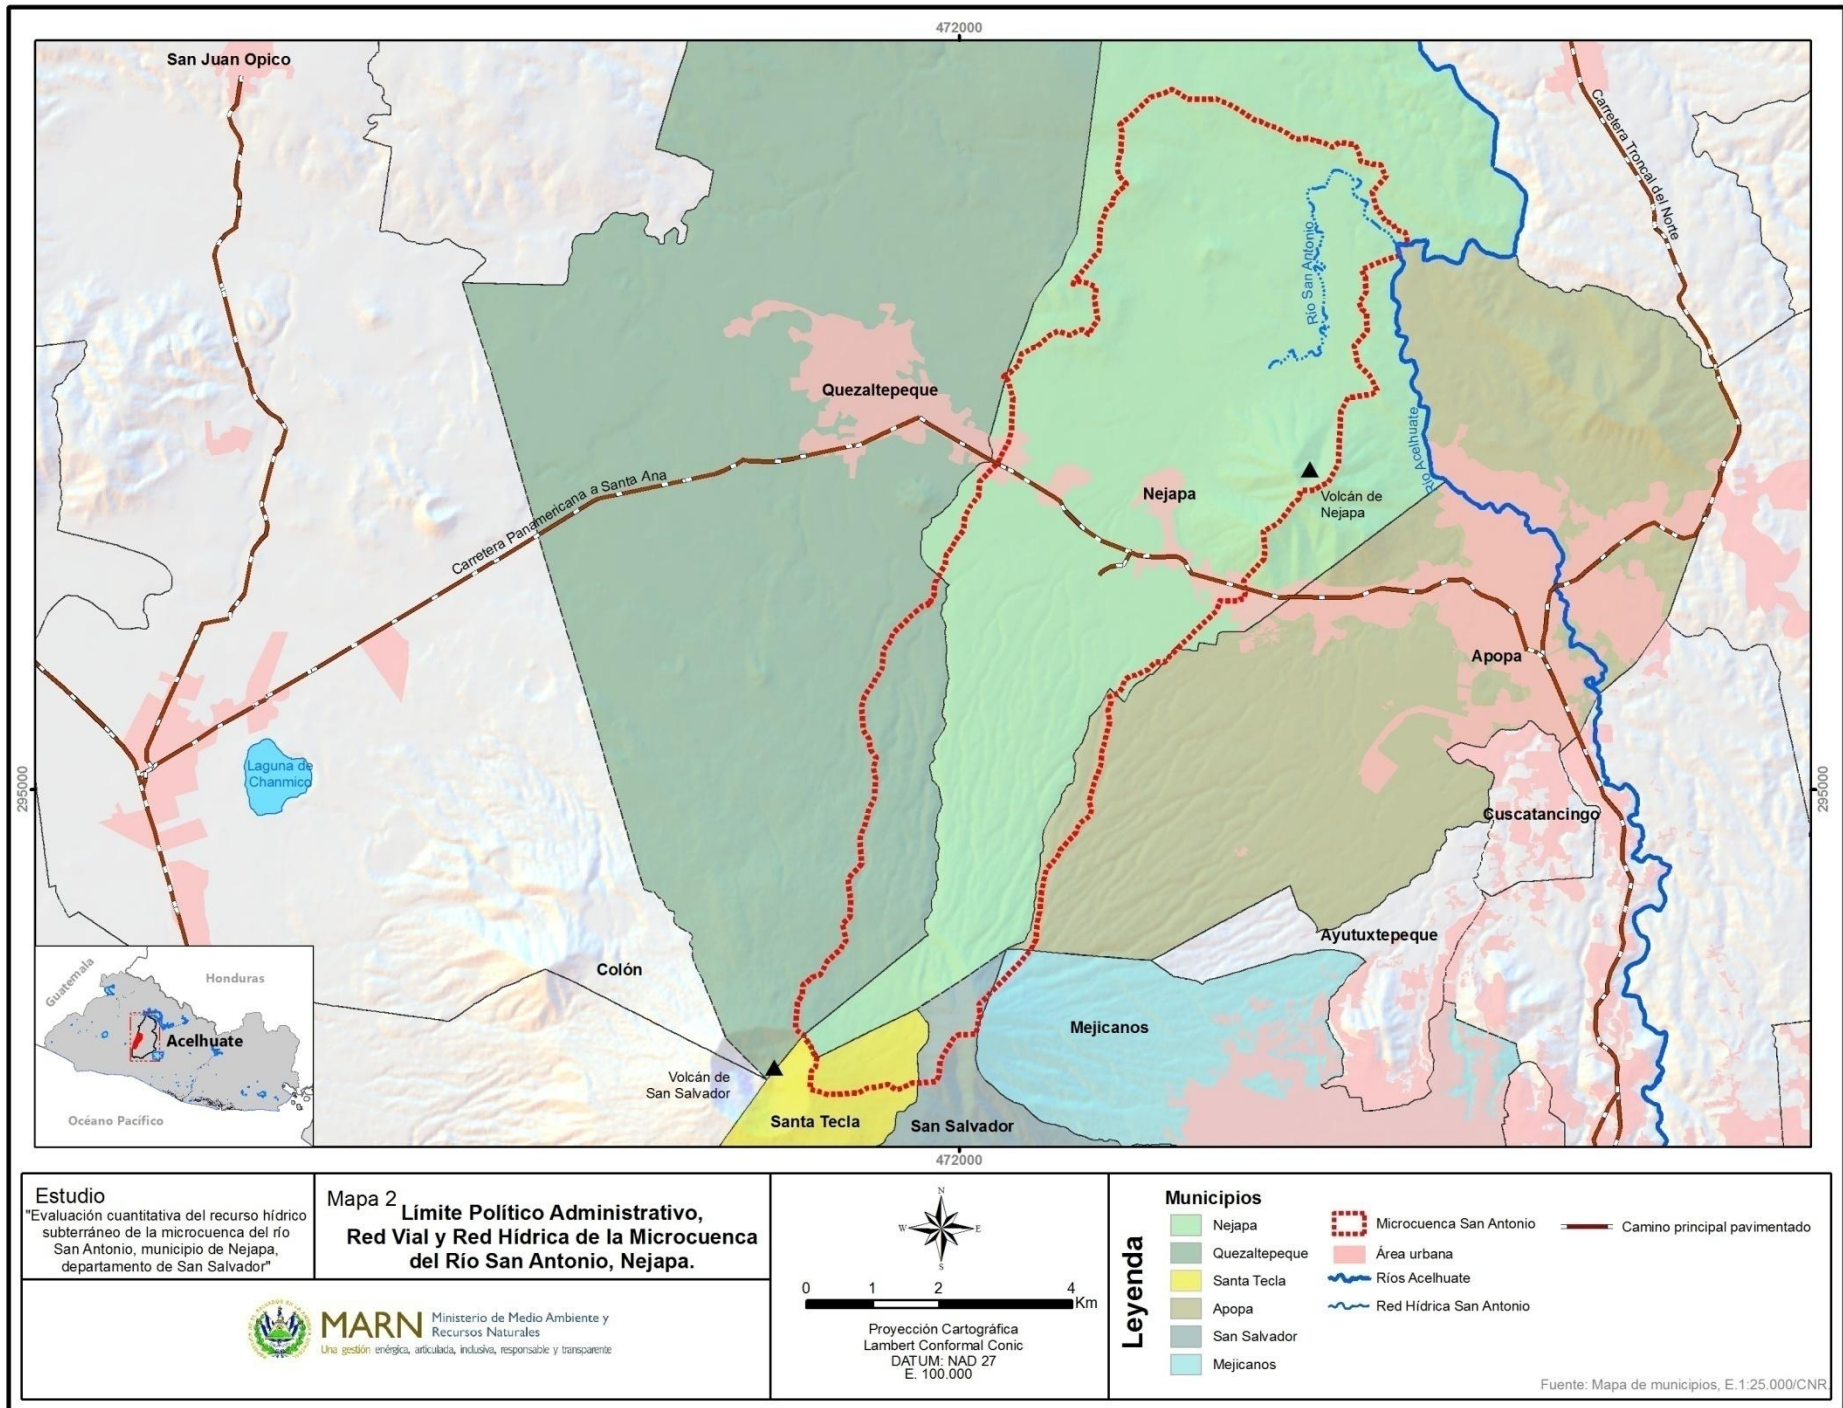 472000
San Juan Opico
Carretera Troncal del Norte
Río San Antonio
Quezaltepeque
Río Acelhuate
Carretera Panamericana a Santa Ana
Nejapa
Volcán de
Nejapa
Apopa
Laguna de
Chanmico
295000
295000
Cuscatancingo
Ayutuxtepeque
Colón
Mejicanos
Volcán de
San Salvador
Santa Tecla
San Salvador
Guatemala
Honduras
Acelhuate
Océano Pacífico
472000
Estudio
"Evaluación cuantitativa del recurso hídrico
subterráneo de la microcuenca del río
San Antonio, municipio de Nejapa,
departamento de San Salvador"
Mapa 2
Límite Político Administrativo,
Red Vial y Red Hídrica de la Microcuenca
del Río San Antonio, Nejapa.
MARN
Ministerio de Medio Ambiente y
Recursos Naturales
Una gestión enérgica, articulada, inclusiva, responsable y transparente
N
W E
S
0 1 2 4
Km
Proyección Cartográfica
Lambert Conformal Conic
DATUM: NAD 27
E. 100.000
Leyenda
Municipios
Nejapa
Quezaltepeque
Santa Tecla
Apopa
San Salvador
Mejicanos
Microcuenca San Antonio
Área urbana
Ríos Acelhuate
Red Hídrica San Antonio
Camino principal pavimentado
Fuente: Mapa de municipios, E.1:25.000/CNR.